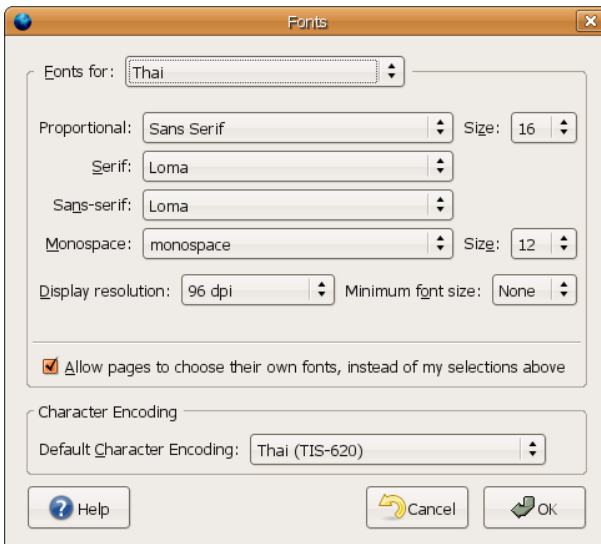 Fonts
Fonts for: Thai
Proportional: Sans Serif Size: 16
Serif: Loma
Sans-serif: Loma
Monospace: monospace Size: 12
Display resolution: 96 dpi Minimum font size: None
Allow pages to choose their own fonts, instead of my selections above
Character Encoding
Default Character Encoding: Thai (TIS-620)
Help Cancel OK